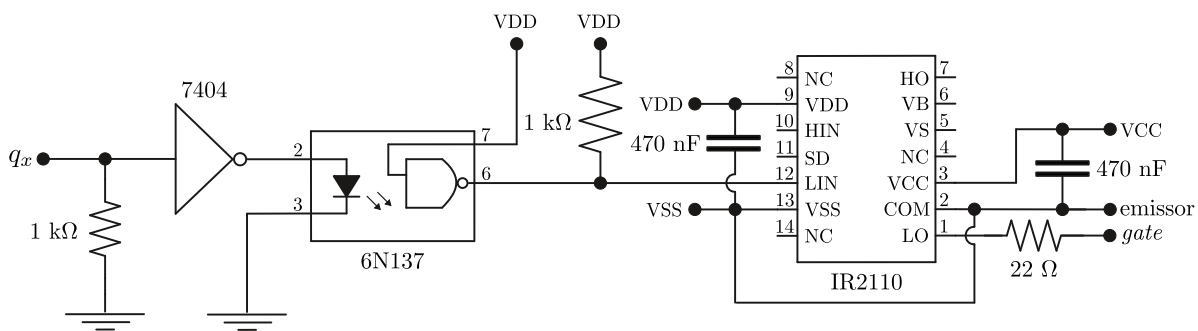 VDD
VDD
7404
q_x
1 kΩ
2
3
7
6
6N137
1 kΩ
VDD
470 nF
VSS
8
9
10
11
12
13
14
NC
VDD
HIN
SD
LIN
VSS
NC
HO
VB
VS
NC
VCC
COM
LO
7
6
5
4
3
2
1
IR2110
VCC
470 nF
emissor
gate
22 Ω